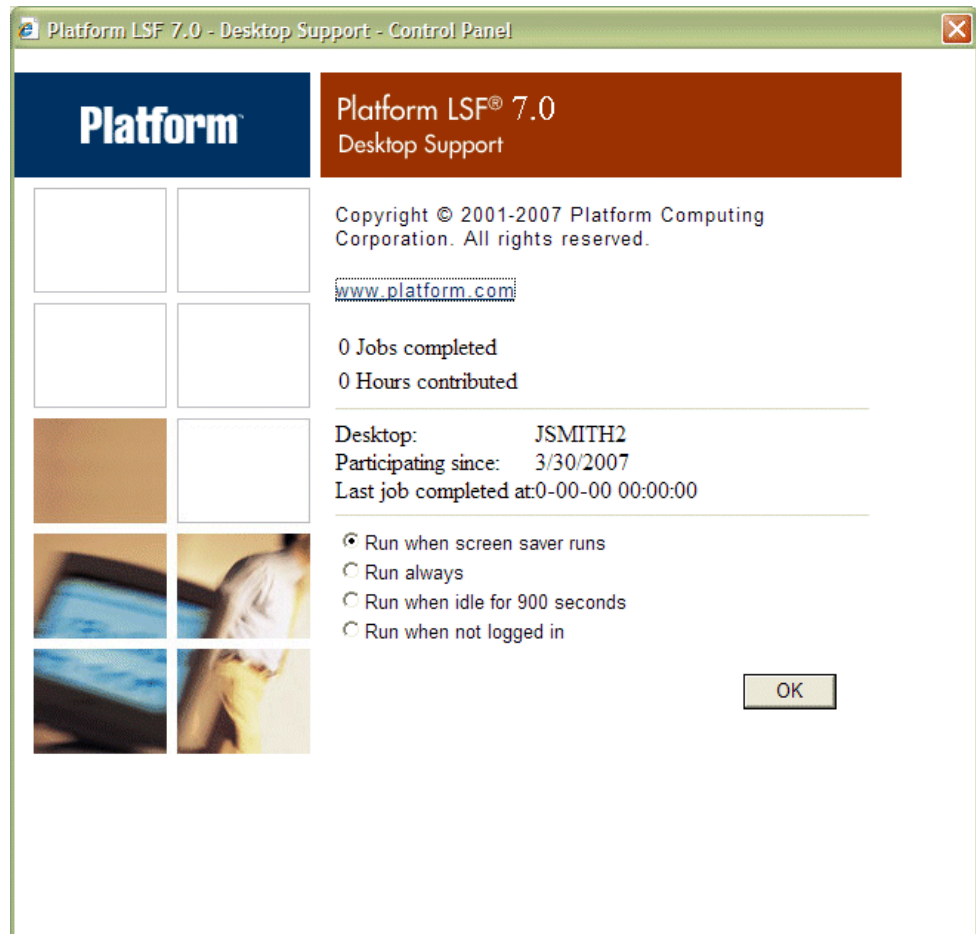 Platform LSF 7.0 - Desktop Support - Control Panel
Platform
Platform LSF® 7.0
Desktop Support
Copyright © 2001-2007 Platform Computing
Corporation. All rights reserved.
www.platform.com
0 Jobs completed
0 Hours contributed
Desktop: JSMITH2
Participating since: 3/30/2007
Last job completed at:0-00-00 00:00:00
Run when screen saver runs
Run always
Run when idle for 900 seconds
Run when not logged in
OK